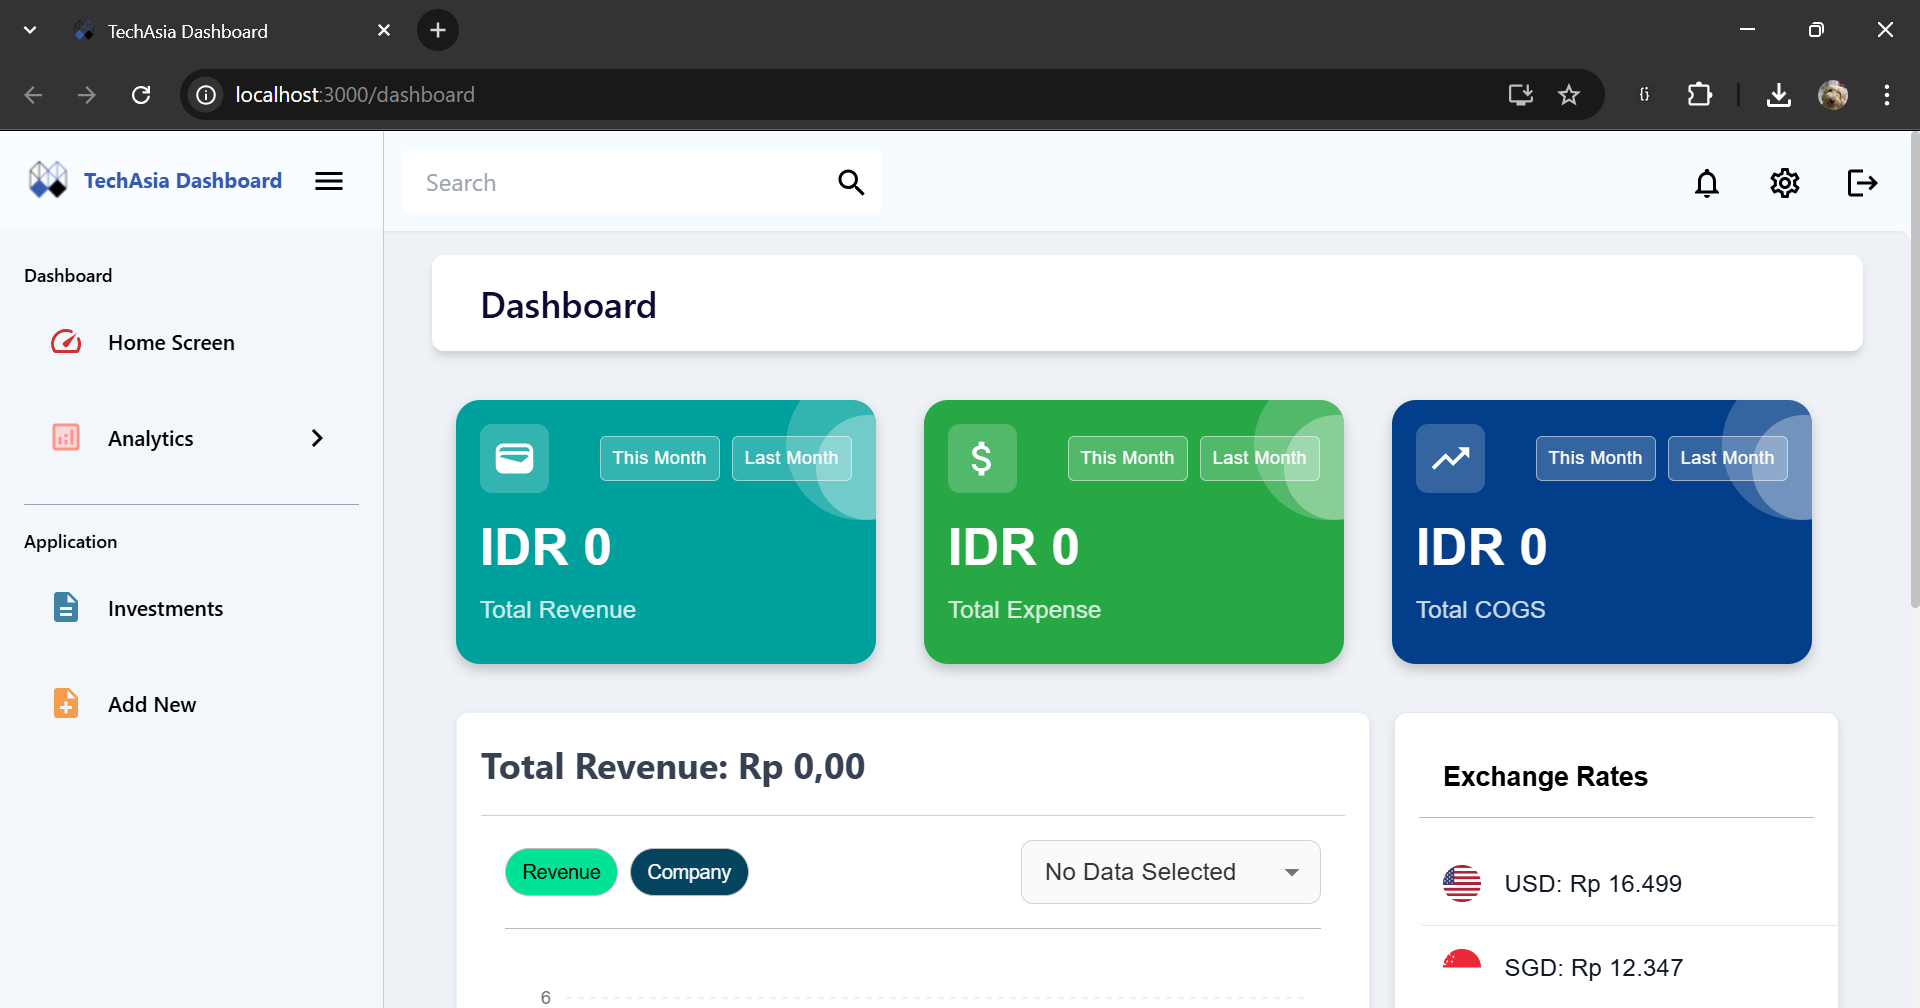 TechAsia Dashboard
localhost:3000/dashboard
TechAsia Dashboard
Search
Dashboard
Home Screen
Analytics
Application
Investments
Add New
Dashboard
This Month
Last Month
IDR 0
Total Revenue
This Month
Last Month
IDR 0
Total Expense
This Month
Last Month
IDR 0
Total COGS
Total Revenue: Rp 0,00
Revenue
Company
No Data Selected
6
Exchange Rates
USD: Rp 16.499
SGD: Rp 12.347